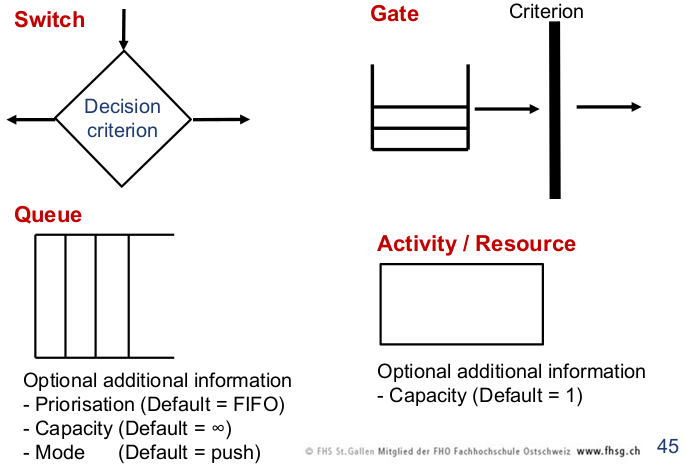 Switch
Decision
criterion
Gate
Criterion
Queue
Optional additional information
- Priorisation (Default = FIFO)
- Capacity (Default = ∞)
- Mode (Default = push)
Activity / Resource
Optional additional information
- Capacity (Default = 1)
© FHS St.Gallen Mitglied der FHO Fachhochschule Ostschweiz www.fhsg.ch 45